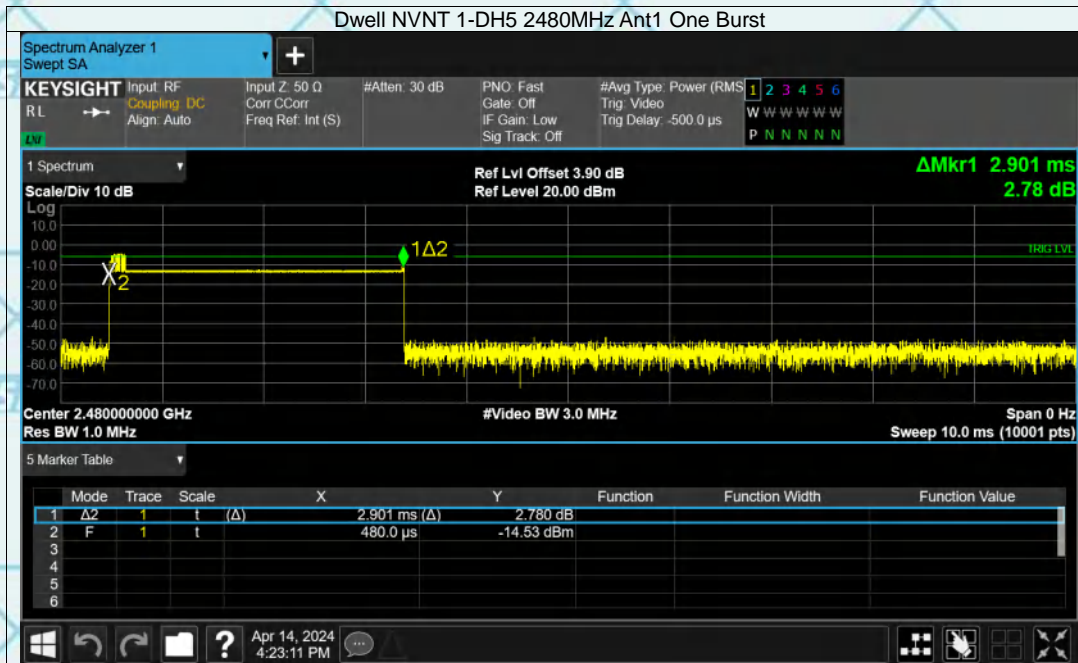 Dwell NVNT 1-DH5 2480MHz Ant1 One Burst
Spectrum Analyzer 1
Swept SA
+
KEYSIGHT Input: RF Input Z: 50 Ω #Atten: 30 dB PNO: Fast #Avg Type: Power (RMS 1 2 3 4 5 6
RL Coupling: DC Corr CCorr Gate: Off Trig: Video W W W W W W
Align: Auto Freq Ref: Int (S) IF Gain: Low Trig Delay: -500.0 µs
LXI Sig Track: Off P N N N N N
1 Spectrum Ref Lvl Offset 3.90 dB ΔMkr1 2.901 ms
Scale/Div 10 dB Ref Level 20.00 dBm 2.78 dB
Log
10.0
0.00 1Δ2 TRIG LVL
-10.0
-20.0 X2
-30.0
-40.0
-50.0
-60.0
-70.0
Center 2.480000000 GHz #Video BW 3.0 MHz Span 0 Hz
Res BW 1.0 MHz Sweep 10.0 ms (10001 pts)
5 Marker Table
Mode Trace Scale X Y Function Function Width Function Value
1 Δ2 1 t (Δ) 2.901 ms (Δ) 2.780 dB
2 F 1 t 480.0 µs -14.53 dBm
3
4
5
6
? Apr 14, 2024
4:23:11 PM